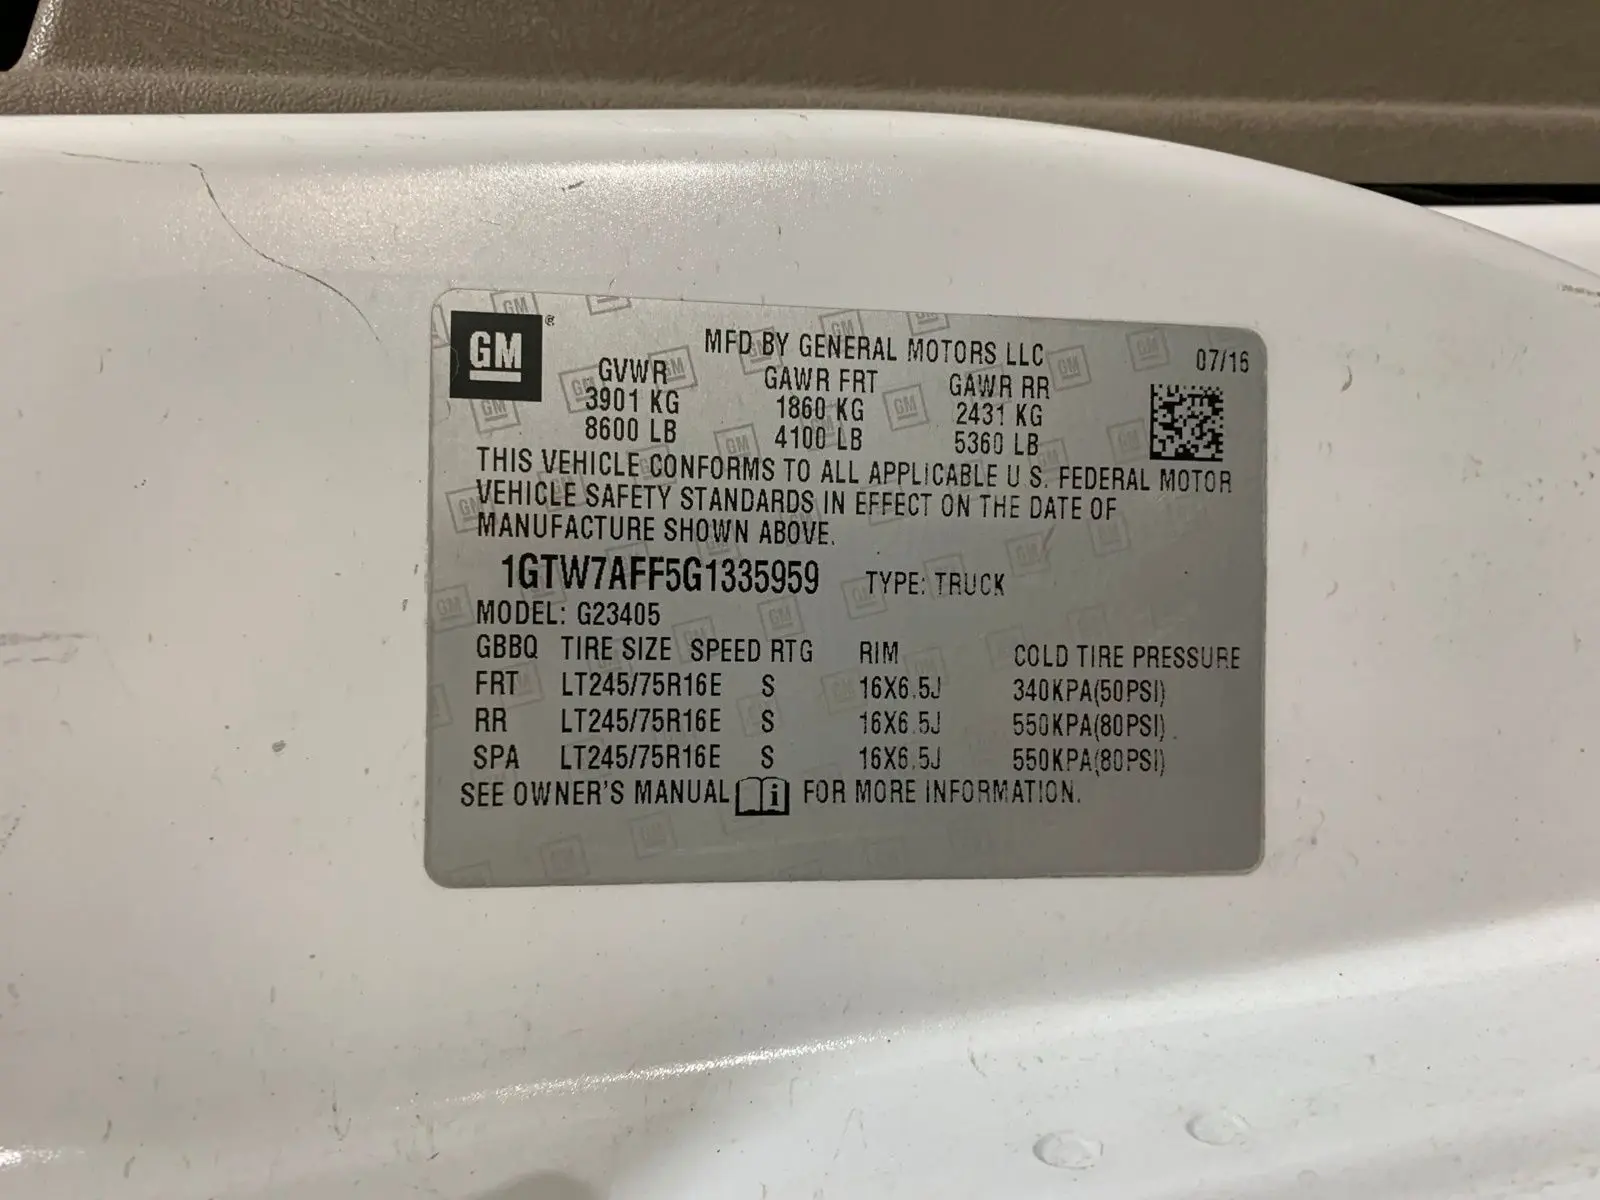 GM®
MFD BY GENERAL MOTORS LLC 07/16
GVWR GAWR FRT GAWR RR
3901 KG 1860 KG 2431 KG
8600 LB 4100 LB 5360 LB
THIS VEHICLE CONFORMS TO ALL APPLICABLE U S. FEDERAL MOTOR
VEHICLE SAFETY STANDARDS IN EFFECT ON THE DATE OF
MANUFACTURE SHOWN ABOVE.
1GTW7AFF5G1335959 TYPE: TRUCK
MODEL: G23405
GBBQ TIRE SIZE SPEED RTG RIM COLD TIRE PRESSURE
FRT LT245/75R16E S 16X6.5J 340KPA(50PSI)
RR LT245/75R16E S 16X6.5J 550KPA(80PSI)
SPA LT245/75R16E S 16X6.5J 550KPA(80PSI)
SEE OWNER'S MANUAL i FOR MORE INFORMATION.